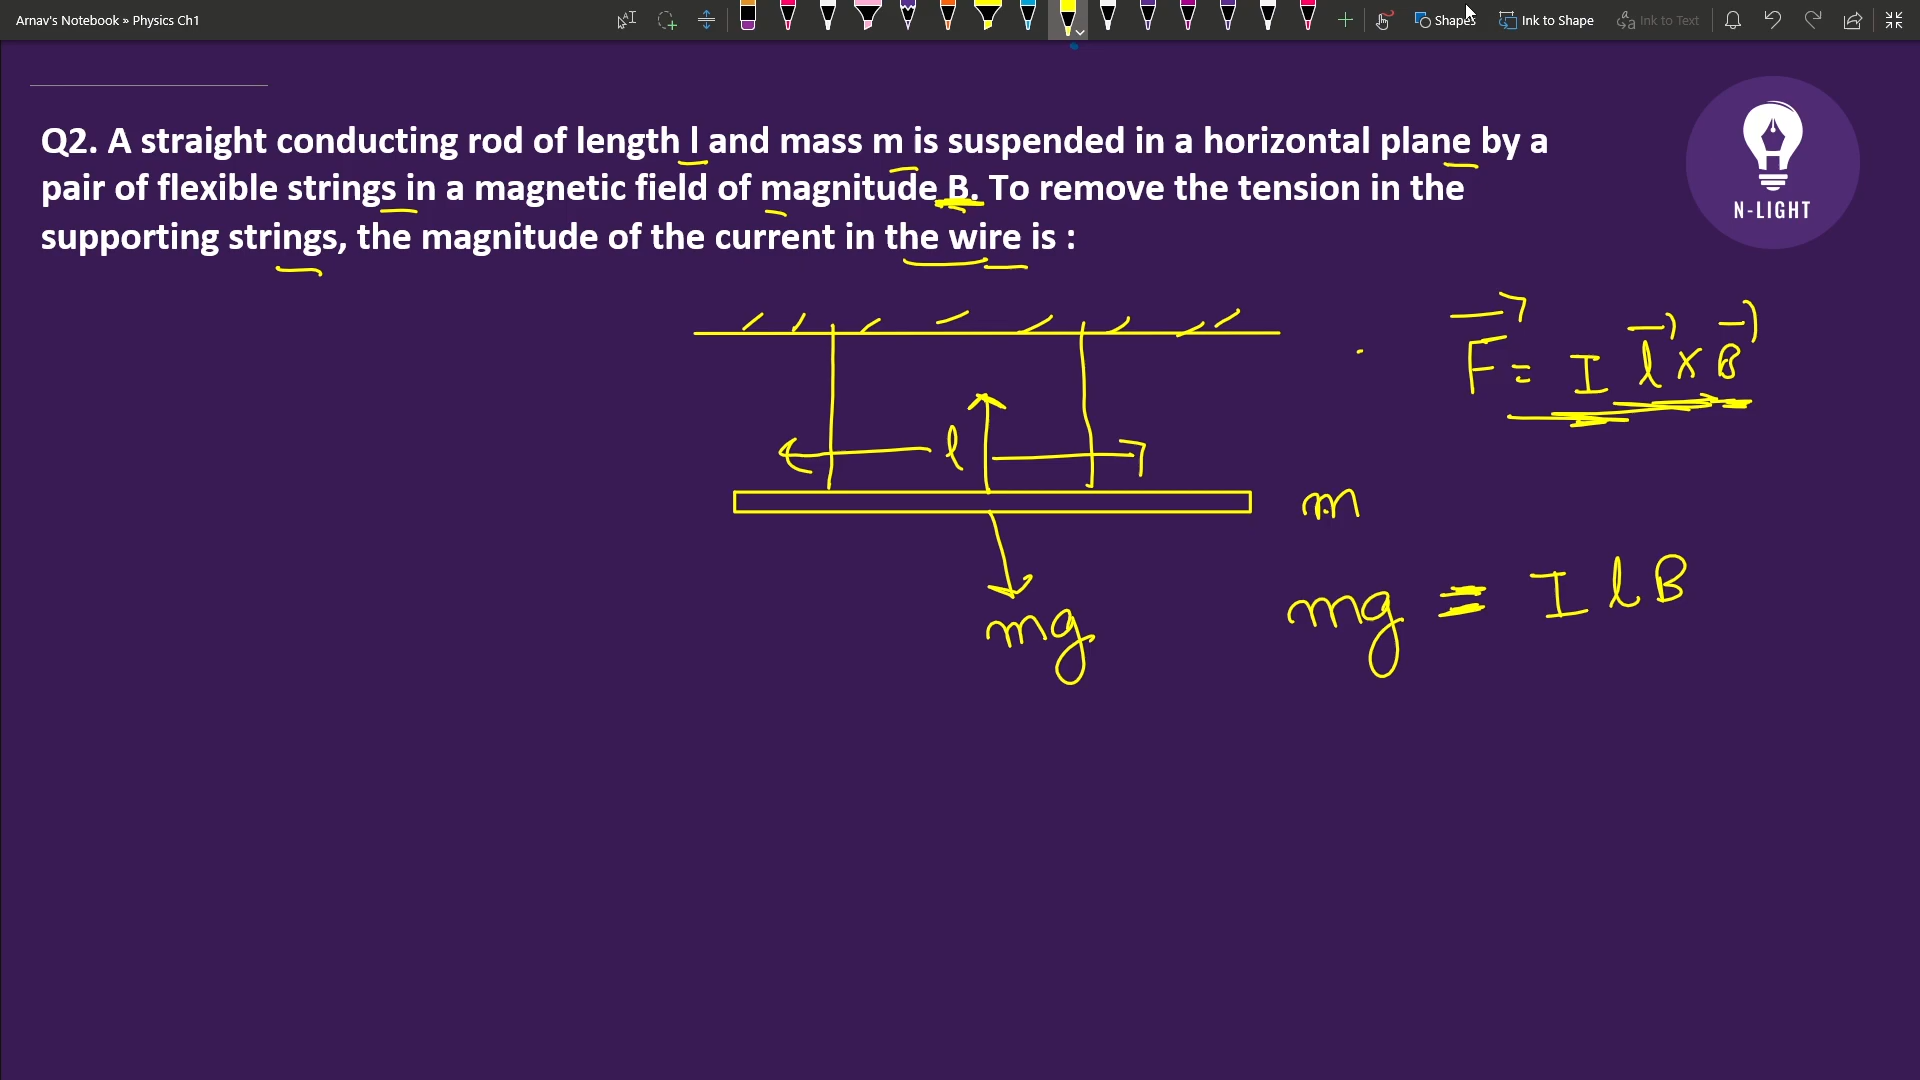 Arnav's Notebook » Physics Ch1
Shapes
Ink to Shape
Ink to Text
Q2. A straight conducting rod of length l and mass m is suspended in a horizontal plane by a
pair of flexible strings in a magnetic field of magnitude B. To remove the tension in the
supporting strings, the magnitude of the current in the wire is :
N-LIGHT
F = I l × B
l
m
mg = I l B
mg